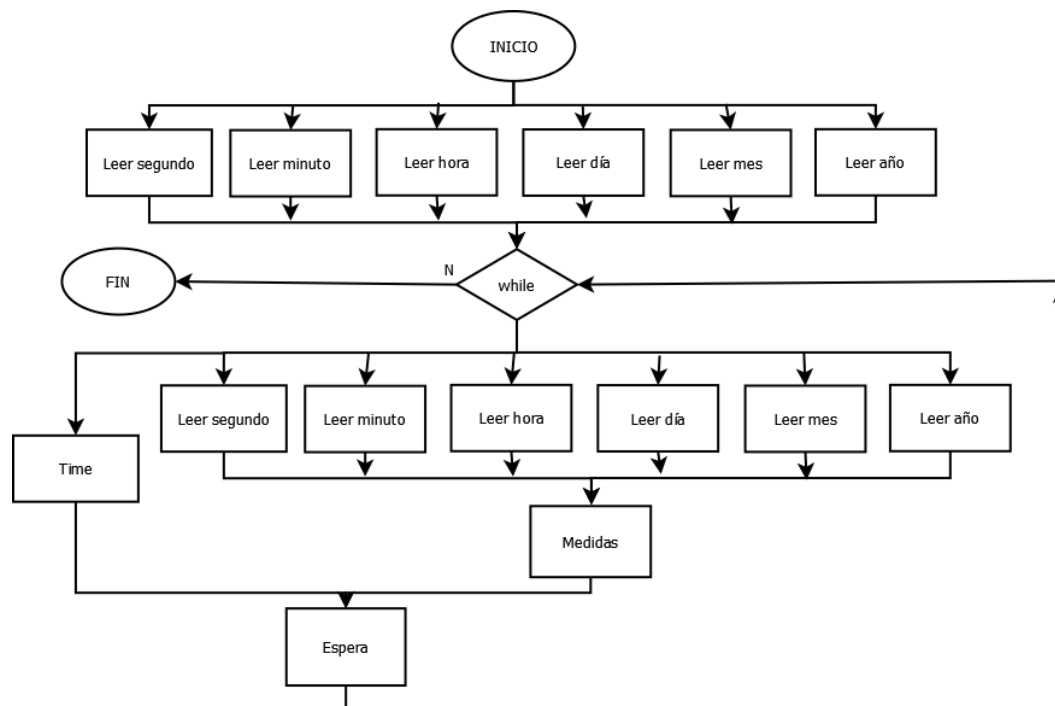 INICIO
Leer segundo
Leer minuto
Leer hora
Leer día
Leer mes
Leer año
FIN
N
while
Leer segundo
Leer minuto
Leer hora
Leer día
Leer mes
Leer año
Time
Medidas
Espera